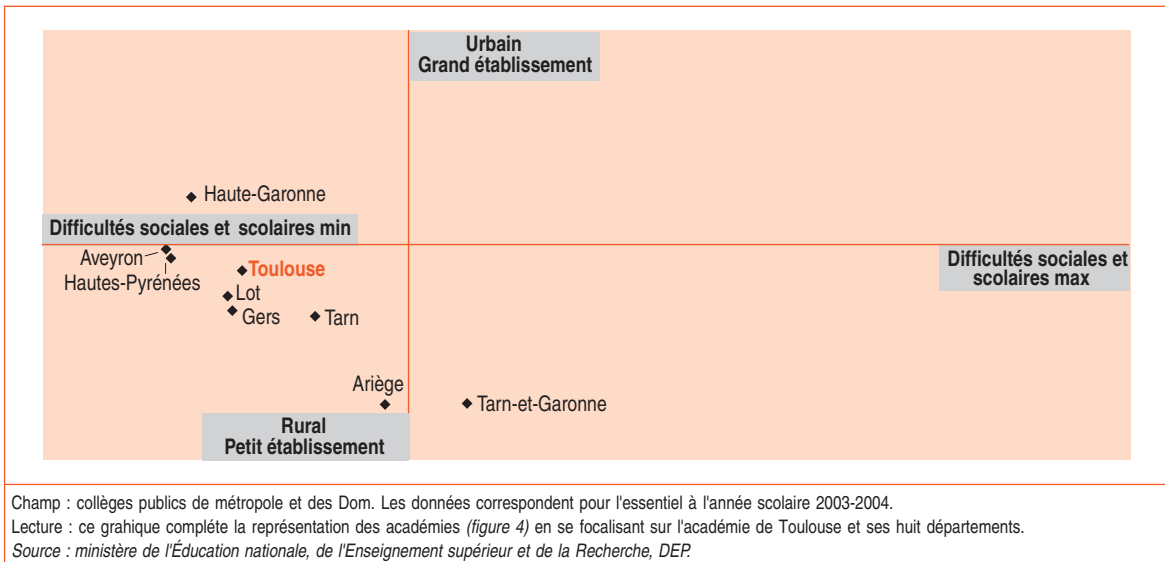 Urbain
Grand établissement
Haute-Garonne
Difficultés sociales et scolaires min
Aveyron
Hautes-Pyrénées
Toulouse
Difficultés sociales et
scolaires max
Lot
Gers
Tarn
Ariège
Tarn-et-Garonne
Rural
Petit établissement
Champ : collèges publics de métropole et des Dom. Les données correspondent pour l'essentiel à l'année scolaire 2003-2004.
Lecture : ce grahique compléte la représentation des académies (figure 4) en se focalisant sur l'académie de Toulouse et ses huit départements.
Source : ministère de l'Éducation nationale, de l'Enseignement supérieur et de la Recherche, DEP.